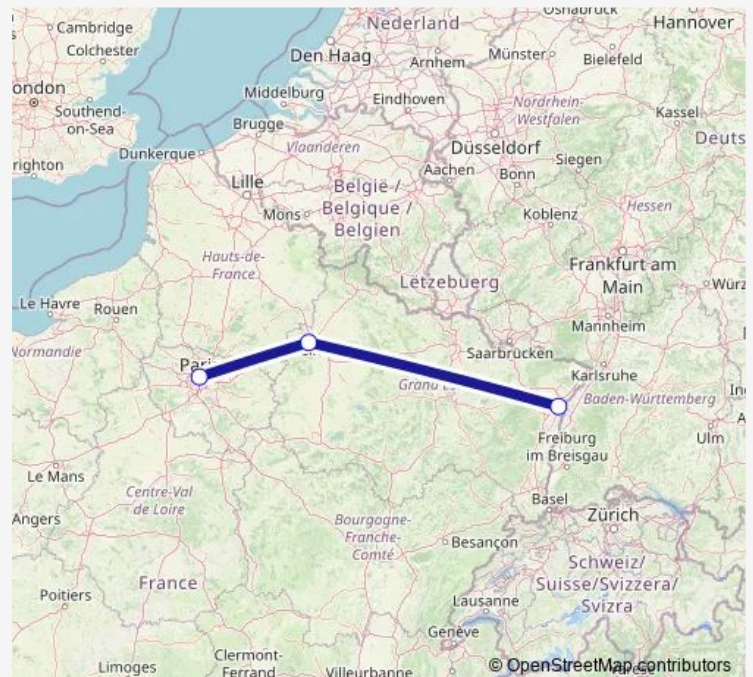 Osnabrück
Cambridge
Nederland
Hannover
Colchester
Den Haag
Arnhem
Münster
Bielefeld
ondon
Middelburg
Eindhoven
Nordrhein-
Westfalen
Kassel
Southend-
on-Sea
Brugge
Deuts
Dunkerque
Vlaanderen
Düsseldorf
righton
Siegen
Aachen
Bonn
Lille
België /
Belgique /
Belgien
Hessen
Mons
Koblenz
Hauts-de-
France
Frankfurt am
Main
Lëtzebuerg
Würz
Le Havre
Rouen
Mannheim
Normandie
Saarbrücken
Karlsruhe
Baden-Württemberg
In
Freiburg
im Breisgau
Ulm
Le Mans
Centre-Val
de Loire
Basel
Angers
Zürich
Bourgogne-
Franche-
Comté
Besançon
Schweiz/
Suisse/Svizzera/
Svizra
France
Poitiers
Lausanne
Genève
Clermont-
Ferrand
Limoges
Villeurbanne
© OpenStreetMap contributors
Varese